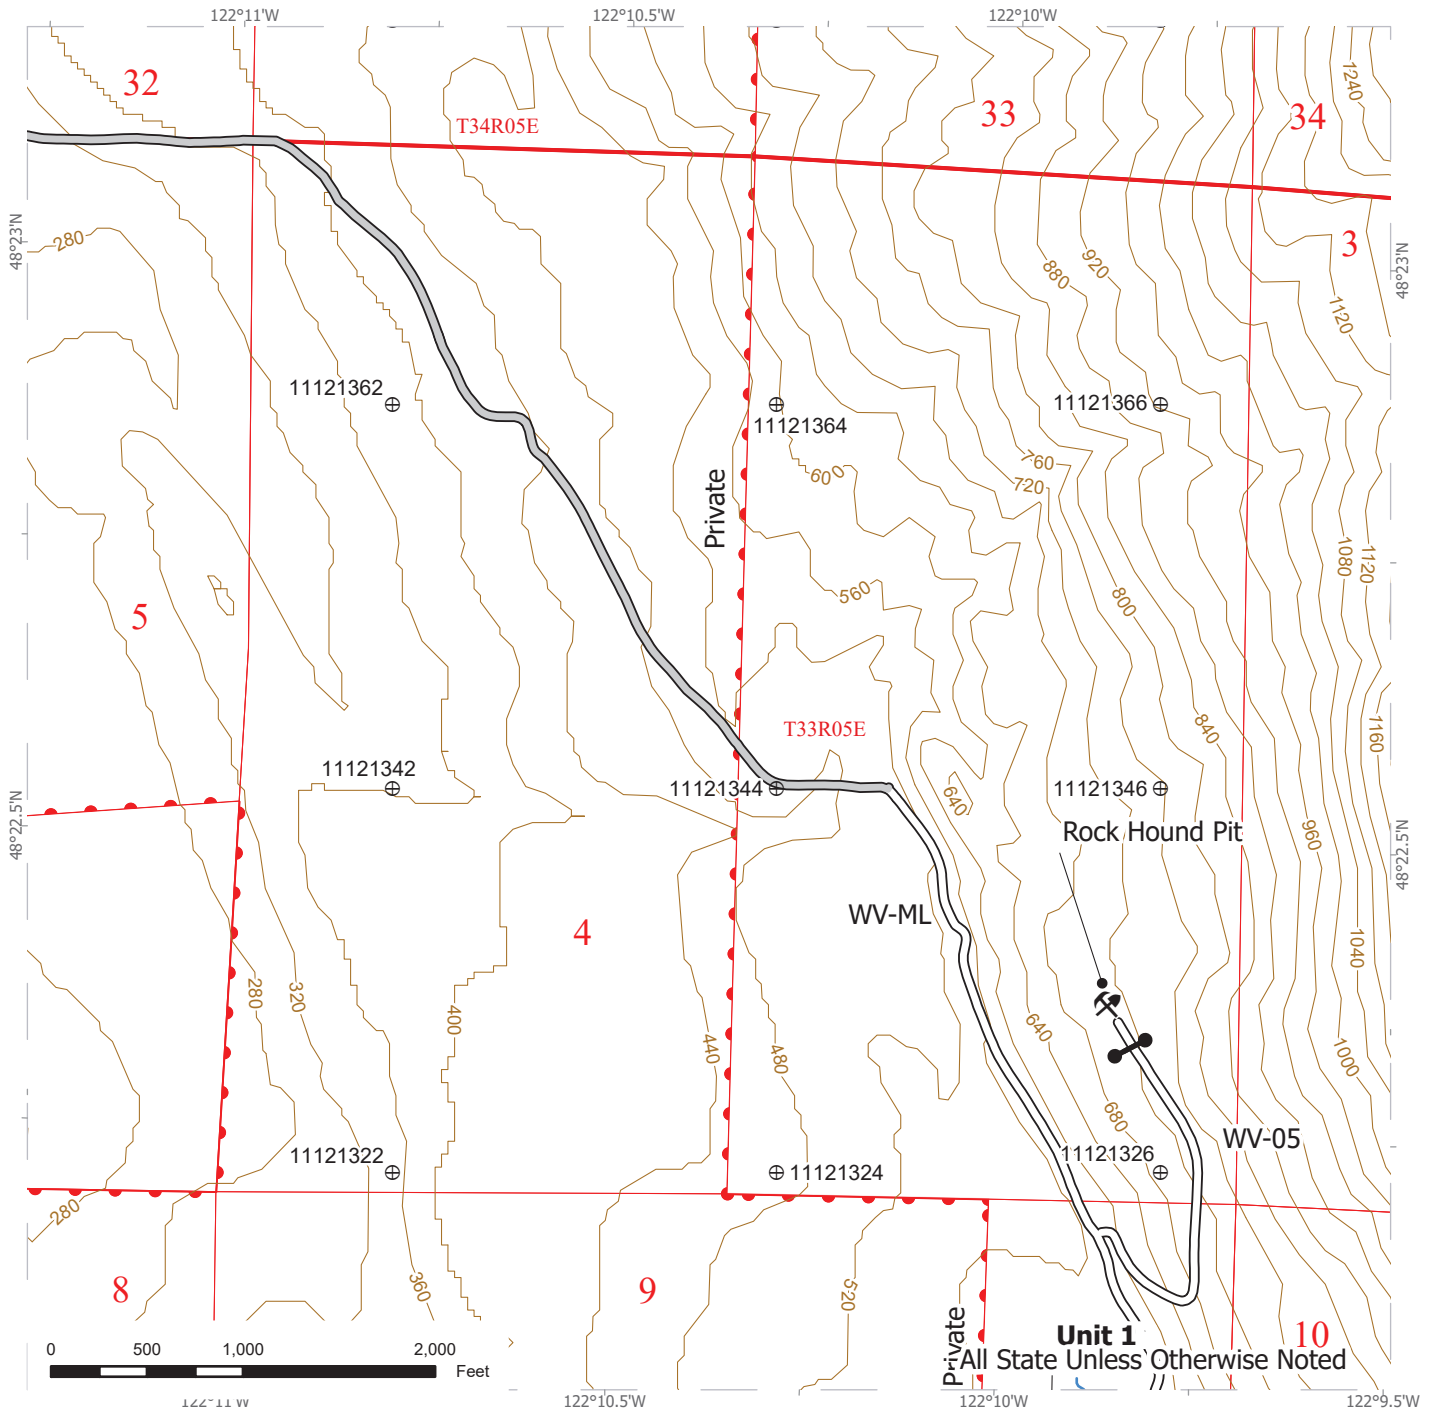 122°11'W
122°10.5'W
122°10'W
32
33
34
1240
T34R05E
48°23'N
280
3
48°23'N
920
880
1120
11121362
11121364
11121366
760
600
720
Private
1080
1120
560
800
5
1160
T33R05E
840
11121342
11121344
11121346
640
48°22.5'N
Rock Hound Pit
960
48°22.5'N
WV-ML
4
1040
280
320
400
440
480
640
1000
680
WV-05
11121322
11121324
11121326
280
8
360
9
520
Private
Unit 1
10
All State Unless Otherwise Noted
0 500 1,000 2,000
Feet
122°11'W
122°10.5'W
122°10'W
122°9.5'W